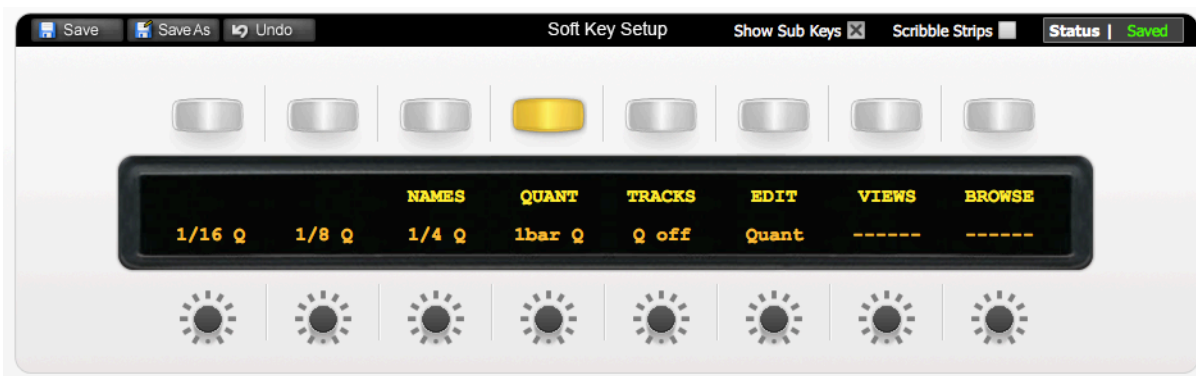 Save Save As Undo Soft Key Setup Show Sub Keys Scribble Strips Status | Saved
NAMES QUANT TRACKS EDIT VIEWS BROWSE
1/16 Q 1/8 Q 1/4 Q 1bar Q Q off Quant ------ ------